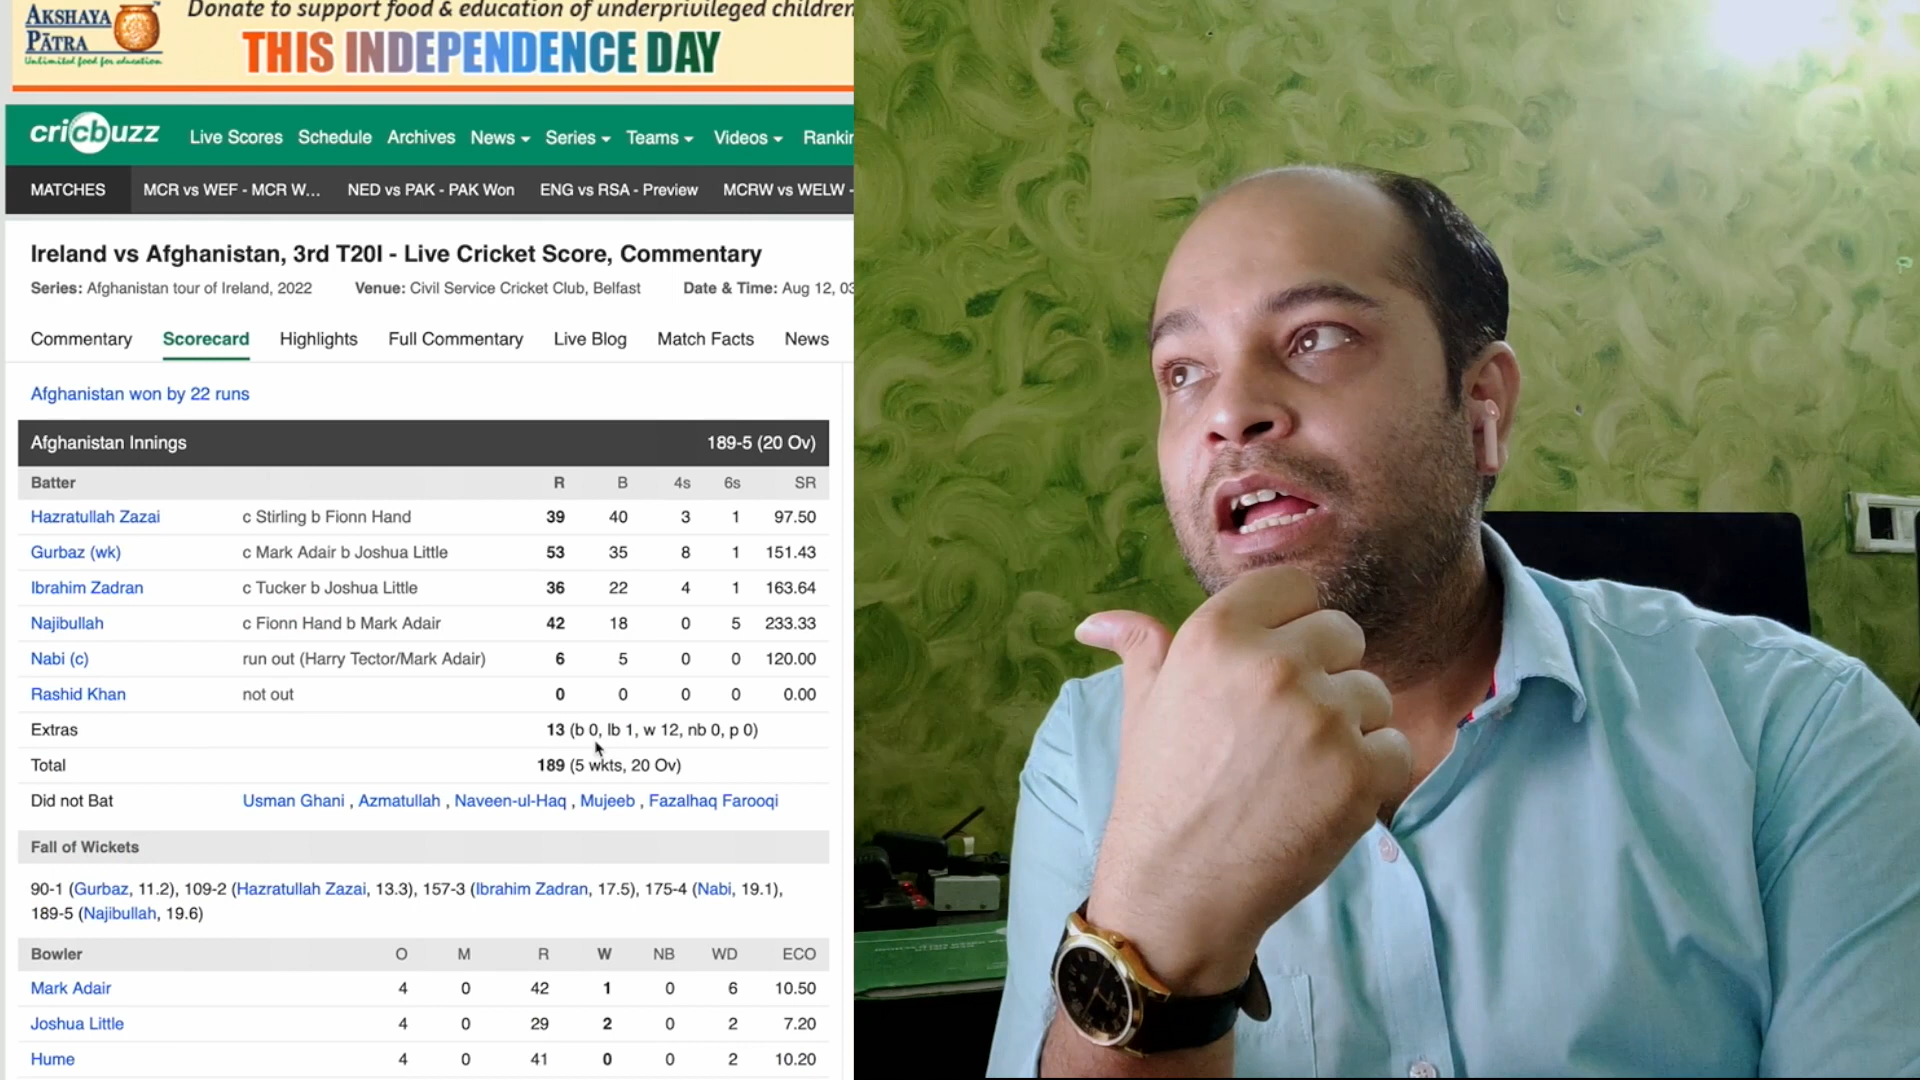 AKSHAYA
PĀTRA
Unlimited food for education
Donate to support food & education of underprivileged children
THIS INDEPENDENCE DAY
cricbuzz Live Scores Schedule Archives News Series Teams Videos Rankin
MATCHES MCR vs WEF - MCR W... NED vs PAK - PAK Won ENG vs RSA - Preview MCRW vs WELW -
Ireland vs Afghanistan, 3rd T20I - Live Cricket Score, Commentary
Series: Afghanistan tour of Ireland, 2022 Venue: Civil Service Cricket Club, Belfast Date & Time: Aug 12, 03
Commentary Scorecard Highlights Full Commentary Live Blog Match Facts News
Afghanistan won by 22 runs
Afghanistan Innings 189-5 (20 Ov)
Batter R B 4s 6s SR
Hazratullah Zazai c Stirling b Fionn Hand 39 40 3 1 97.50
Gurbaz (wk) c Mark Adair b Joshua Little 53 35 8 1 151.43
Ibrahim Zadran c Tucker b Joshua Little 36 22 4 1 163.64
Najibullah c Fionn Hand b Mark Adair 42 18 0 5 233.33
Nabi (c) run out (Harry Tector/Mark Adair) 6 5 0 0 120.00
Rashid Khan not out 0 0 0 0 0.00
Extras 13 (b 0, lb 1, w 12, nb 0, p 0)
Total 189 (5 wkts, 20 Ov)
Did not Bat Usman Ghani , Azmatullah , Naveen-ul-Haq , Mujeeb , Fazalhaq Farooqi
Fall of Wickets
90-1 (Gurbaz, 11.2), 109-2 (Hazratullah Zazai, 13.3), 157-3 (Ibrahim Zadran, 17.5), 175-4 (Nabi, 19.1),
189-5 (Najibullah, 19.6)
Bowler O M R W NB WD ECO
Mark Adair 4 0 42 1 0 6 10.50
Joshua Little 4 0 29 2 0 2 7.20
Hume 4 0 41 0 0 2 10.20